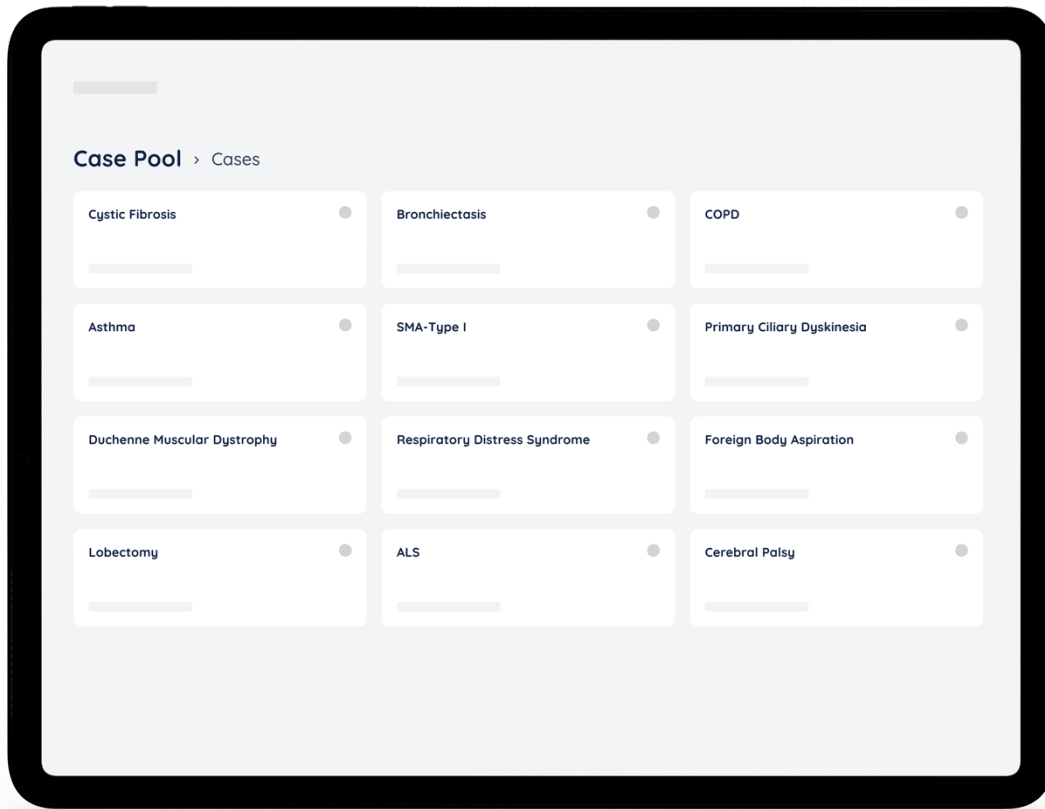 Case Pool › Cases
Cystic Fibrosis
Bronchiectasis
COPD
Asthma
SMA-Type I
Primary Ciliary Dyskinesia
Duchenne Muscular Dystrophy
Respiratory Distress Syndrome
Foreign Body Aspiration
Lobectomy
ALS
Cerebral Palsy